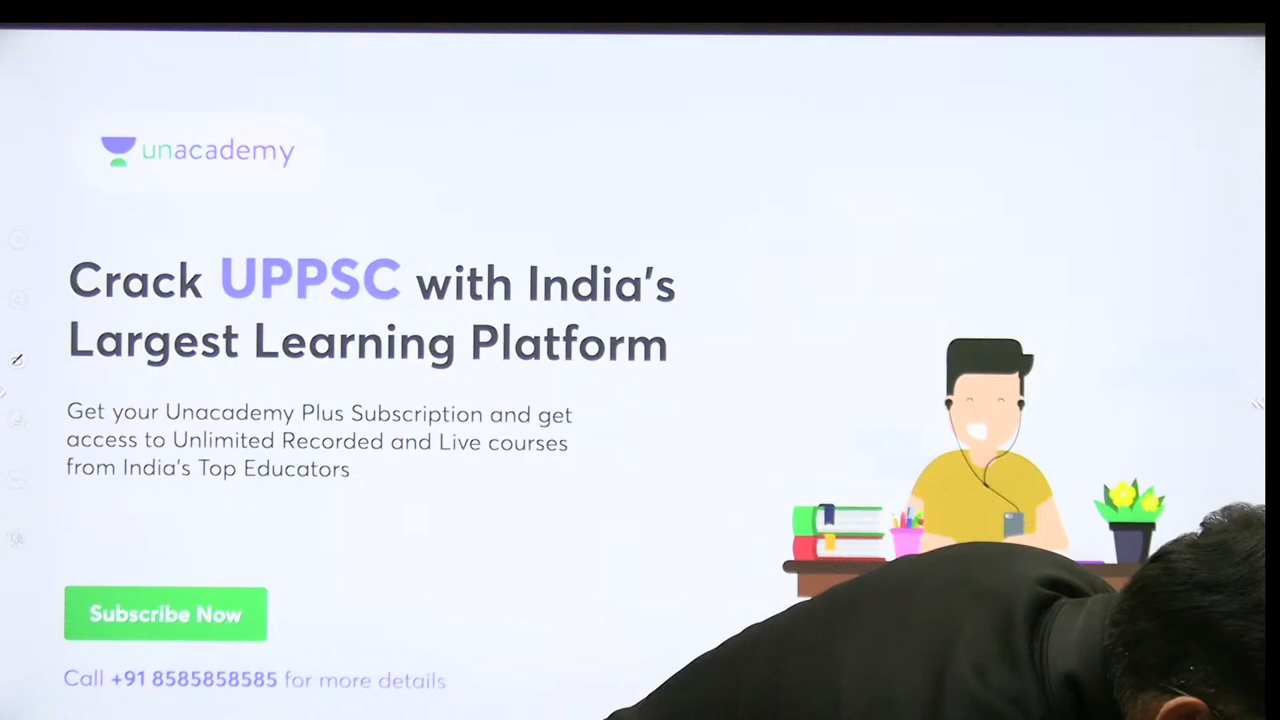 unacademy
Crack UPPSC with India's
Largest Learning Platform
Get your Unacademy Plus Subscription and get
access to Unlimited Recorded and Live courses
from India's Top Educators
Subscribe Now
Call +91 8585858585 for more details